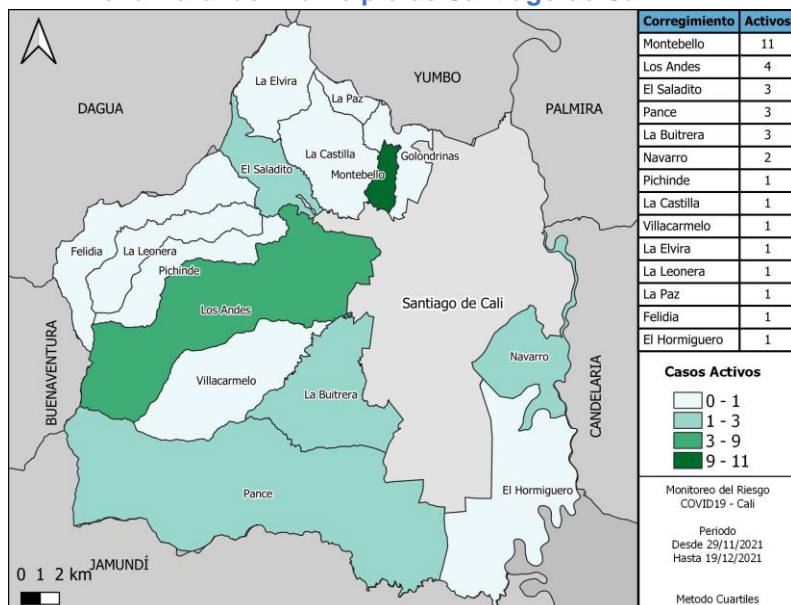 Corregimiento Activos
Montebello 11
Los Andes 4
El Saladito 3
Pance 3
La Buitrera 3
Navarro 2
Pichinde 1
La Castilla 1
Villacarmelo 1
La Elvira 1
La Leonera 1
La Paz 1
Felidia 1
El Hormiguero 1
Casos Activos
0 - 1
1 - 3
3 - 9
9 - 11
Monitoreo del Riesgo
COVID19 - Cali
Periodo
Desde 29/11/2021
Hasta 19/12/2021
Metodo Cuartiles
YUMBO
DAGUA
PALMIRA
La Elvira
La Paz
La Castilla
Golondrinas
El Saladito
Montebello
Felidia
La Leonera
Pichinde
Los Andes
Santiago de Cali
BUENAVENTURA
Navarro
CANDELARIA
Villacarmelo
La Buitrera
Pance
El Hormiguero
JAMUNDÍ
0 1 2 km